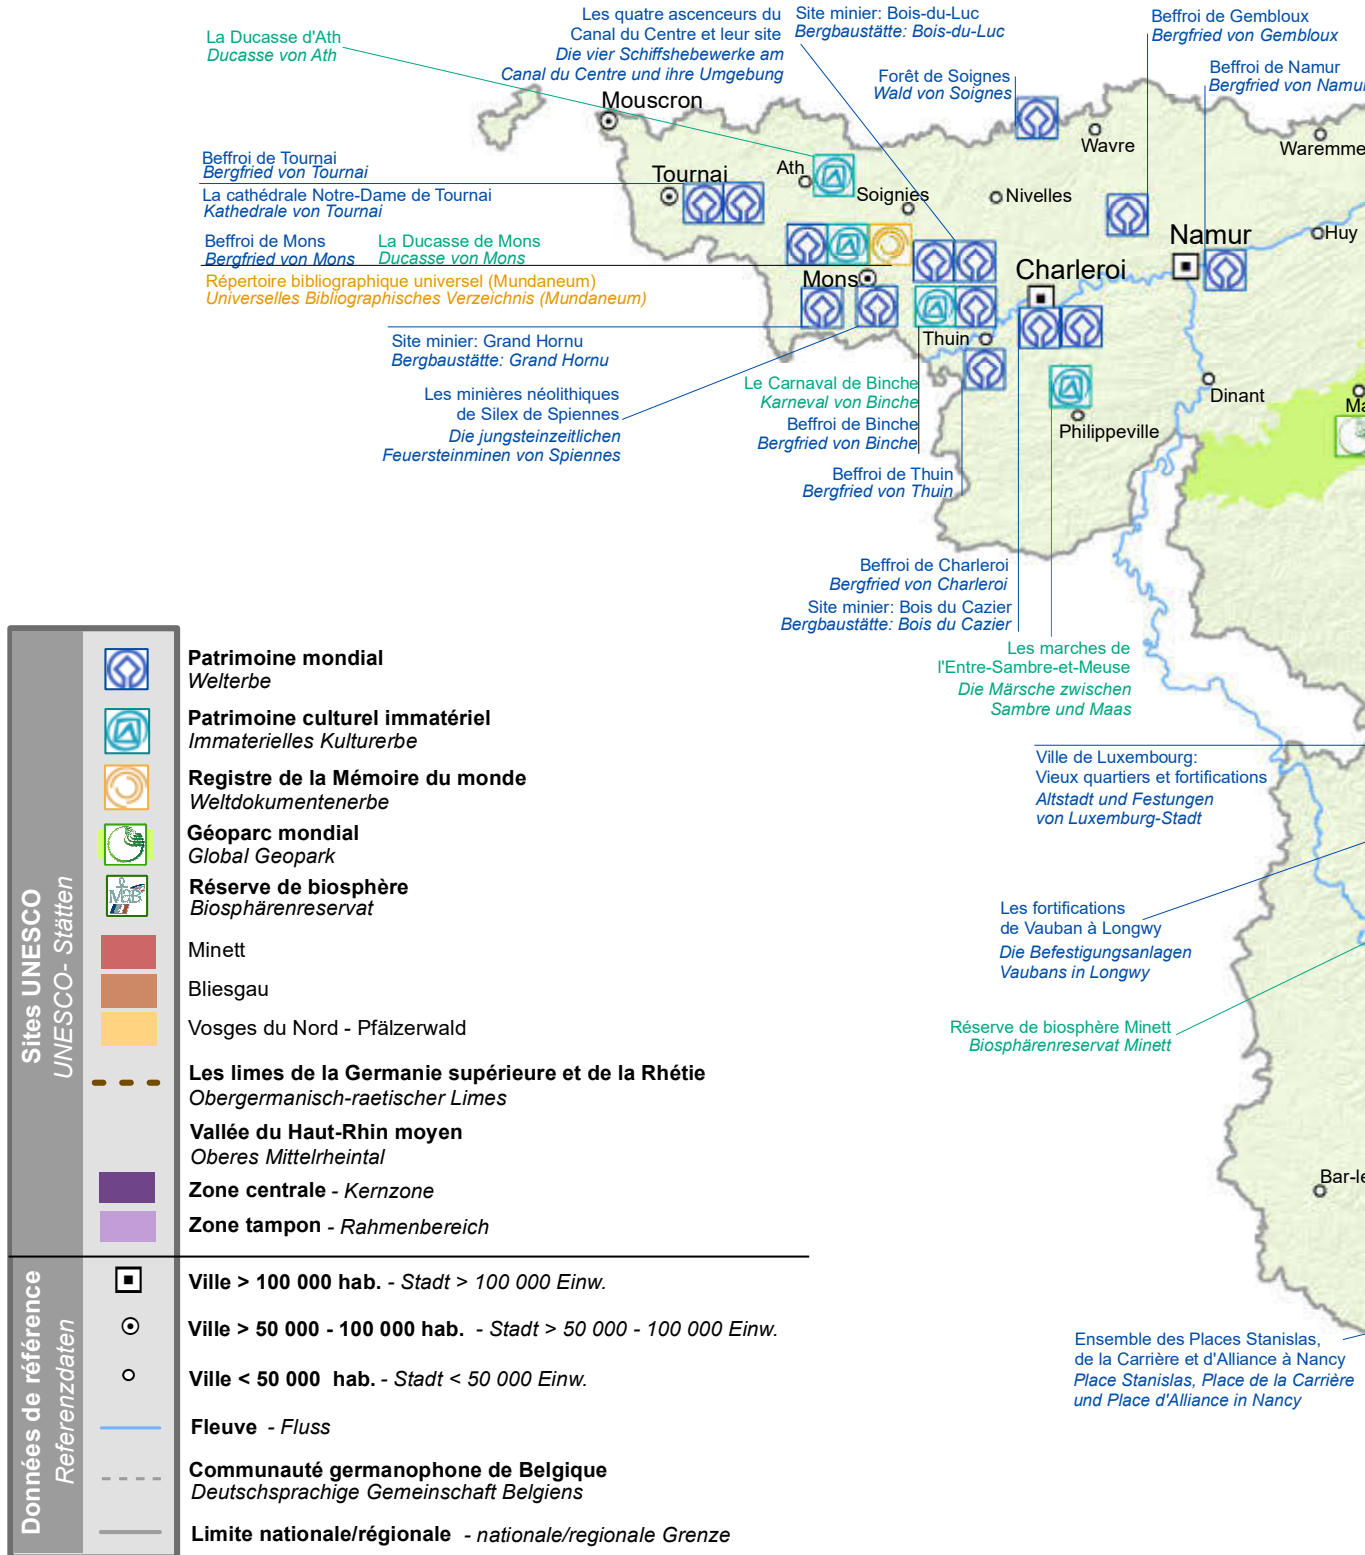 Les quatre ascenceurs du
Canal du Centre et leur site
Die vier Schiffshebewerke am
Canal du Centre und ihre Umgebung
Site minier: Bois-du-Luc
Bergbaustätte: Bois-du-Luc
Beffroi de Gembloux
Bergfried von Gembloux
La Ducasse d'Ath
Ducasse von Ath
Forêt de Soignes
Wald von Soignes
Beffroi de Namur
Bergfried von Namur
Mouscron
Wavre
Waremme
Beffroi de Tournai
Bergfried von Tournai
La cathédrale Notre-Dame de Tournai
Kathedrale von Tournai
Tournai
Ath
Soignies
Nivelles
Beffroi de Mons
Bergfried von Mons
La Ducasse de Mons
Ducasse von Mons
Répertoire bibliographique universel (Mundaneum)
Universelles Bibliographisches Verzeichnis (Mundaneum)
Namur
Huy
Mons
Charleroi
Thuin
Site minier: Grand Hornu
Bergbaustätte: Grand Hornu
Les minières néolithiques
de Silex de Spiennes
Die jungsteinzeitlichen
Feuersteinminen von Spiennes
Le Carnaval de Binche
Karneval von Binche
Beffroi de Binche
Bergfried von Binche
Philippeville
Dinant
Ma
Beffroi de Thuin
Bergfried von Thuin
Beffroi de Charleroi
Bergfried von Charleroi
Site minier: Bois du Cazier
Bergbaustätte: Bois du Cazier
Les marches de
l'Entre-Sambre-et-Meuse
Die Märsche zwischen
Sambre und Maas
Ville de Luxembourg:
Vieux quartiers et fortifications
Altstadt und Festungen
von Luxemburg-Stadt
Les fortifications
de Vauban à Longwy
Die Befestigungsanlagen
Vaubans in Longwy
Réserve de biosphère Minett
Biosphärenreservat Minett
Bar-le
Ensemble des Places Stanislas,
de la Carrière et d'Alliance à Nancy
Place Stanislas, Place de la Carrière
und Place d'Alliance in Nancy
Sites UNESCO
UNESCO- Stätten
Patrimoine mondial
Welterbe
Patrimoine culturel immatériel
Immaterielles Kulturerbe
Registre de la Mémoire du monde
Weltdokumentenerbe
Géoparc mondial
Global Geopark
MAB
Réserve de biosphère
Biosphärenreservat
Minett
Bliesgau
Vosges du Nord - Pfälzerwald
Les limes de la Germanie supérieure et de la Rhétie
Obergermanisch-raetischer Limes
Vallée du Haut-Rhin moyen
Oberes Mittelrheintal
Zone centrale - Kernzone
Zone tampon - Rahmenbereich
Données de référence
Referenzdaten
Ville > 100 000 hab. - Stadt > 100 000 Einw.
Ville > 50 000 - 100 000 hab. - Stadt > 50 000 - 100 000 Einw.
Ville < 50 000 hab. - Stadt < 50 000 Einw.
Fleuve - Fluss
Communauté germanophone de Belgique
Deutschsprachige Gemeinschaft Belgiens
Limite nationale/régionale - nationale/regionale Grenze